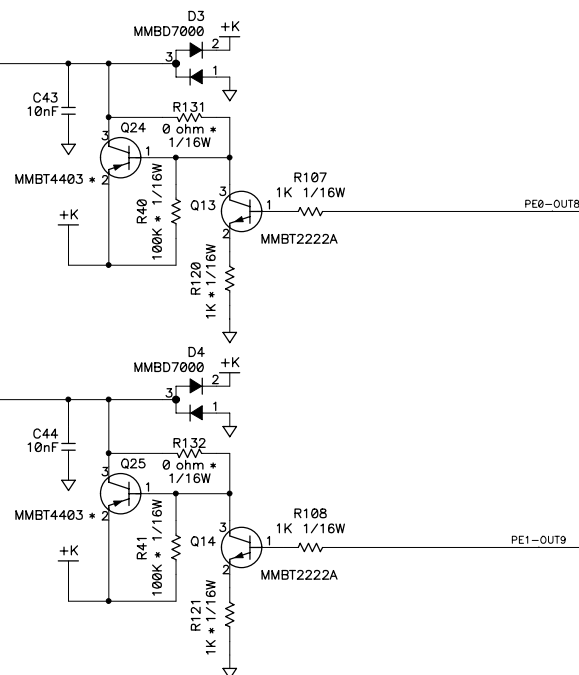 D3
MMBD7000
+K
3
2
1
C43
10nF
R131
0 ohm *
1/16W
Q24
3
1
MMBT4403 * 2
R40
100K * 1/16W
+K
Q13
3
1
2
MMBT2222A
R107
1K 1/16W
PE0-OUT8
R120
1K * 1/16W
D4
MMBD7000
+K
3
2
1
C44
10nF
R132
0 ohm *
1/16W
Q25
3
1
MMBT4403 * 2
R41
100K * 1/16W
+K
Q14
3
1
2
MMBT2222A
R108
1K 1/16W
PE1-OUT9
R121
1K * 1/16W